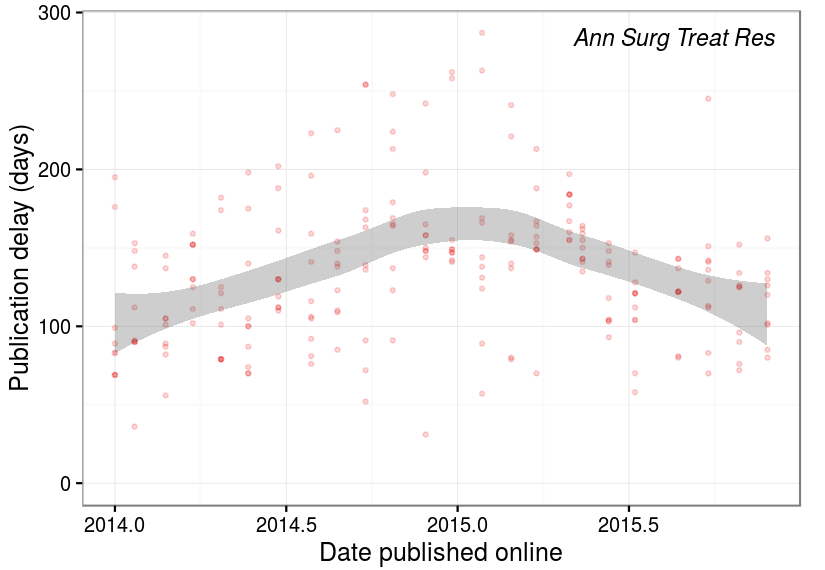 Ann Surg Treat Res
Publication delay (days)
300
200
100
0
2014.0 2014.5 2015.0 2015.5
Date published online